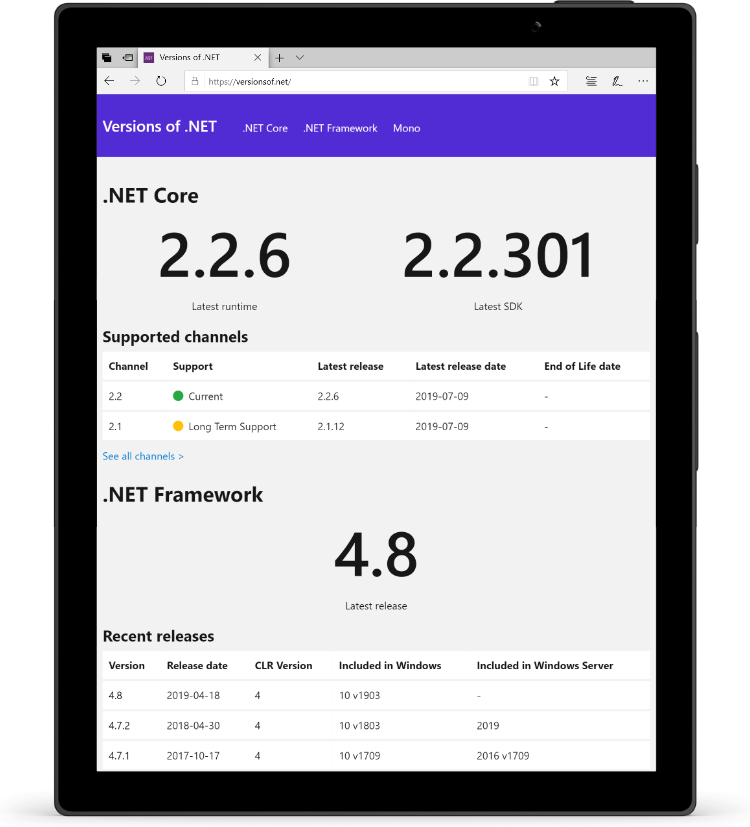 Versions of .NET
https://versionsof.net/
Versions of .NET .NET Core .NET Framework Mono
.NET Core
2.2.6 2.2.301
Latest runtime Latest SDK
Supported channels
Channel Support Latest release Latest release date End of Life date
2.2 Current 2.2.6 2019-07-09 -
2.1 Long Term Support 2.1.12 2019-07-09 -
See all channels >
.NET Framework
4.8
Latest release
Recent releases
Version Release date CLR Version Included in Windows Included in Windows Server
4.8 2019-04-18 4 10 v1903 -
4.7.2 2018-04-30 4 10 v1803 2019
4.7.1 2017-10-17 4 10 v1709 2016 v1709